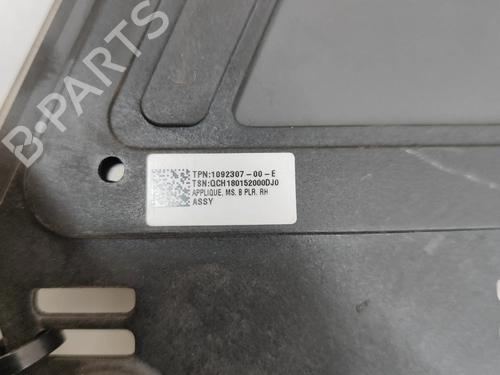 B-PARTS
TPN:1092307-00-E
TSN:QCH180152000DJ0
APPLIQUE, MS. B PLR. RH
ASSY